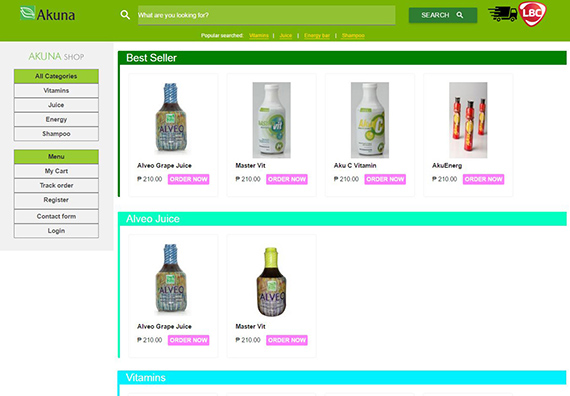 Akuna
What are you looking for?
SEARCH
LBC
Popular searched: Vitamins | Juice | Energy bar | Shampoo
AKUNA SHOP
All Categories
Vitamins
Juice
Energy
Shampoo
Menu
My Cart
Track order
Register
Contact form
Login
Best Seller
Alveo Grape Juice
₱ 210.00 ORDER NOW
Master Vit
₱ 210.00 ORDER NOW
Aku C Vitamin
₱ 210.00 ORDER NOW
AkuEnerg
₱ 210.00 ORDER NOW
Alveo Juice
ALVEO
Alveo Grape Juice
₱ 210.00 ORDER NOW
ALVEO
Master Vit
₱ 210.00 ORDER NOW
Vitamins